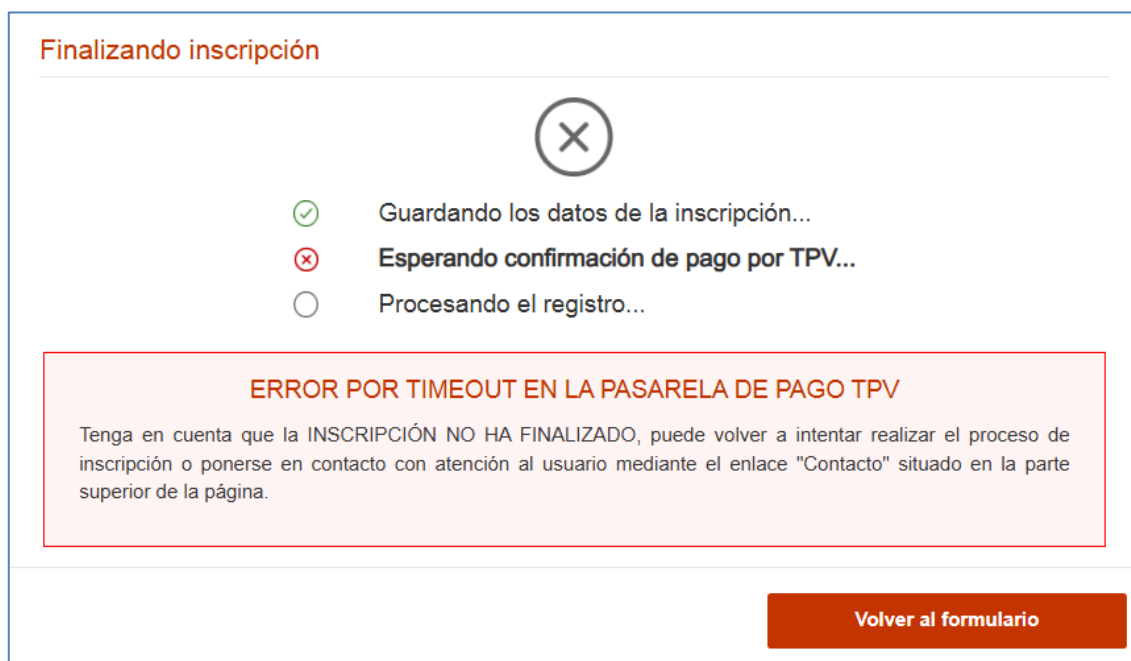 Finalizando inscripción
Guardando los datos de la inscripción...
Esperando confirmación de pago por TPV...
Procesando el registro...
ERROR POR TIMEOUT EN LA PASARELA DE PAGO TPV
Tenga en cuenta que la INSCRIPCIÓN NO HA FINALIZADO, puede volver a intentar realizar el proceso de
inscripción o ponerse en contacto con atención al usuario mediante el enlace "Contacto" situado en la parte
superior de la página.
Volver al formulario